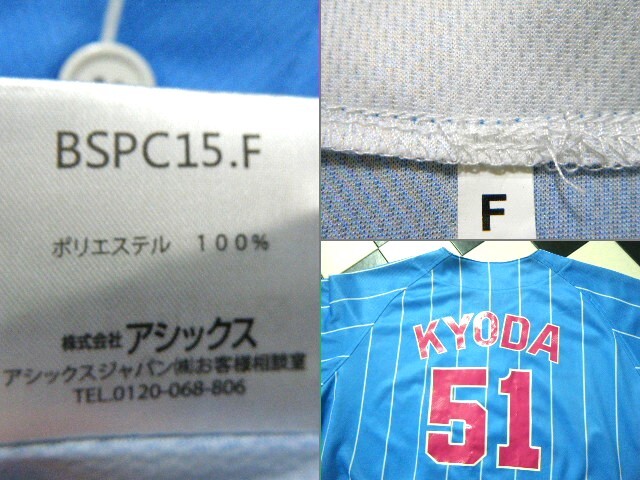 BSPC15.F
ポリエステル 100%
株式会社 アシックス
アシックスジャパン㈱お客様相談室
TEL.0120-068-806
F
KYODA
51